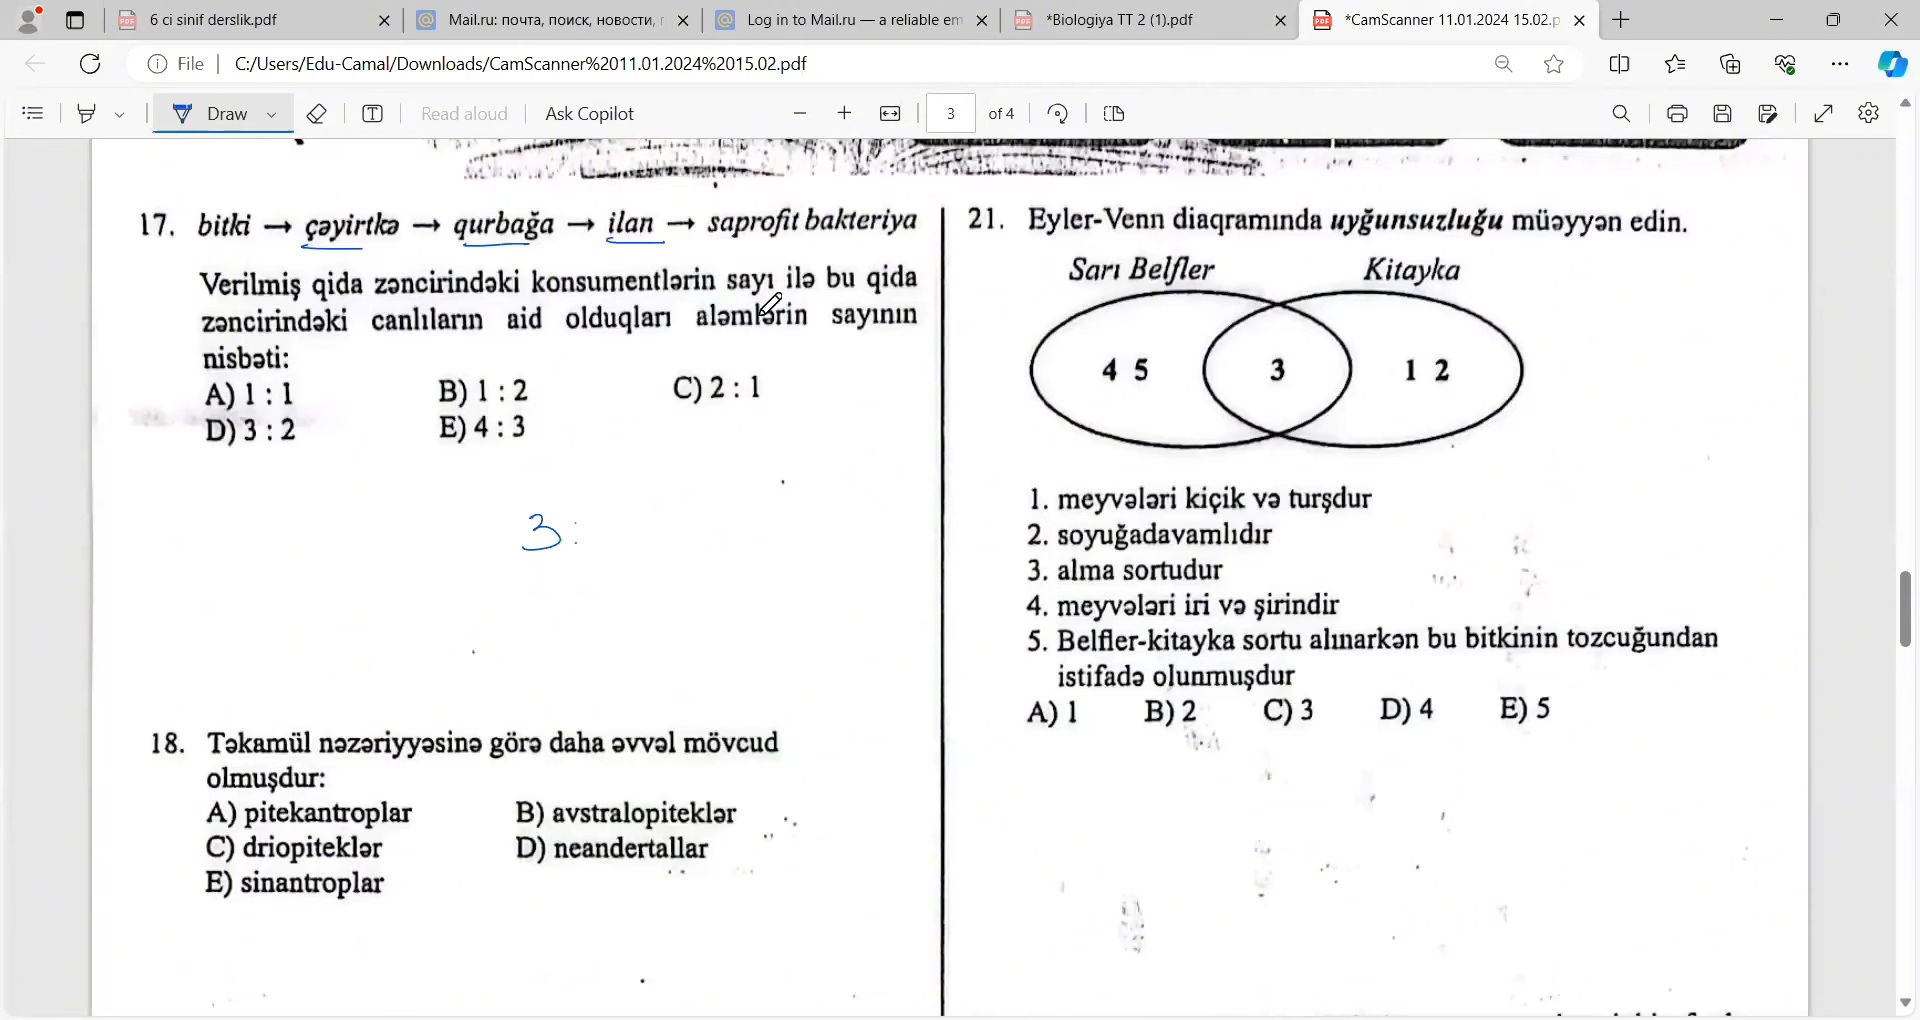 6 ci sinif derslik.pdf
Mail.ru: почта, поиск, новости,
Log in to Mail.ru — a reliable em
*Biologiya TT 2 (1).pdf
*CamScanner 11.01.2024 15.02.p
File
C:/Users/Edu-Camal/Downloads/CamScanner%2011.01.2024%2015.02.pdf
Draw
Read aloud
Ask Copilot
3 of 4
17. bitki → çəyirtkə → qurbağa → ilan → saprofit bakteriya
Verilmiş qida zəncirindəki konsumentlərin sayı ilə bu qida
zəncirindəki canlıların aid olduqları aləmlərin sayının
nisbəti:
A) 1 : 1 B) 1 : 2 C) 2 : 1
D) 3 : 2 E) 4 : 3
3 :
18. Təkamül nəzəriyyəsinə görə daha əvvəl mövcud
olmuşdur:
A) pitekantroplar B) avstralopiteklər
C) driopiteklər D) neandertallar
E) sinantroplar
21. Eyler-Venn diaqramında uyğunsuzluğu müəyyən edin.
Sarı Belfler Kitayka
4 5 3 1 2
1. meyvələri kiçik və turşdur
2. soyuğadavamlıdır
3. alma sortudur
4. meyvələri iri və şirindir
5. Belfler-kitayka sortu alınarkən bu bitkinin tozcuğundan
istifadə olunmuşdur
A) 1 B) 2 C) 3 D) 4 E) 5